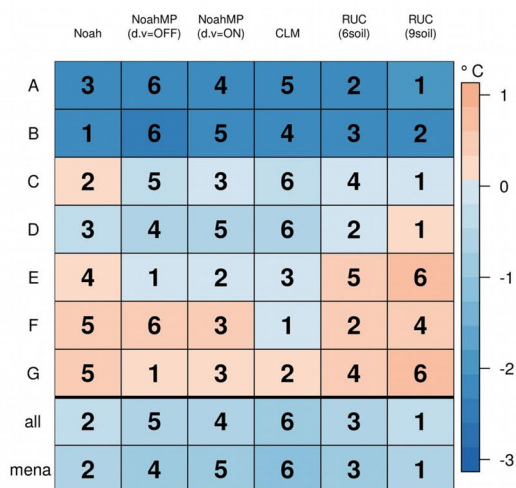 Noah NoahMP (d.v=OFF) NoahMP (d.v=ON) CLM RUC (6soil) RUC (9soil)
° C
A 3 6 4 5 2 1
B 1 6 5 4 3 2
C 2 5 3 6 4 1
D 3 4 5 6 2 1
E 4 1 2 3 5 6
F 5 6 3 1 2 4
G 5 1 3 2 4 6
all 2 5 4 6 3 1
mena 2 4 5 6 3 1
1
0
-1
-2
-3